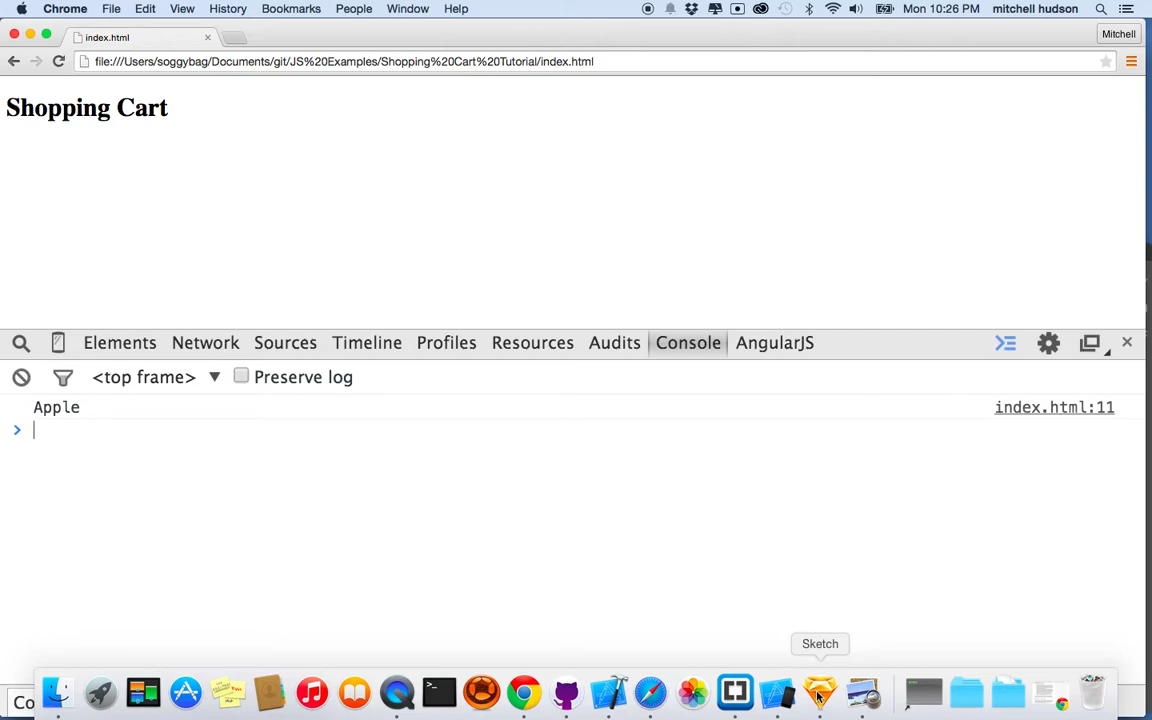 Chrome File Edit View History Bookmarks People Window Help Mon 10:26 PM mitchell hudson
index.html Mitchell
file:///Users/soggybag/Documents/git/JS%20Examples/Shopping%20Cart%20Tutorial/index.html
Shopping Cart
Elements Network Sources Timeline Profiles Resources Audits Console AngularJS
<top frame> Preserve log
Apple index.html:11
Sketch
Co